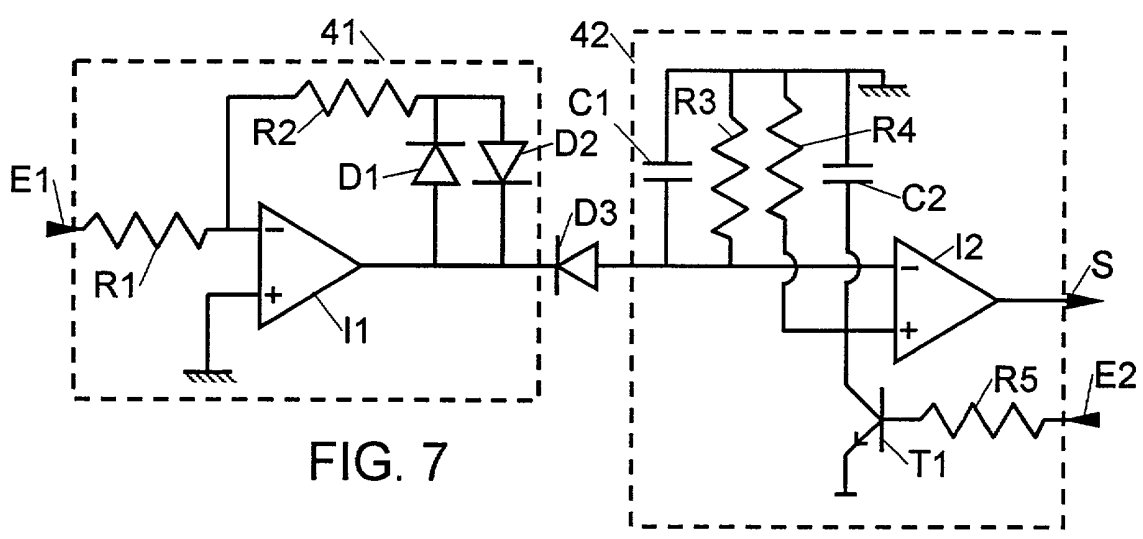 41
42
R2
C1
R3
R4
D1
D2
C2
E1
D3
R1
−
−
I2
S
+
I1
+
R5
E2
T1
FIG. 7